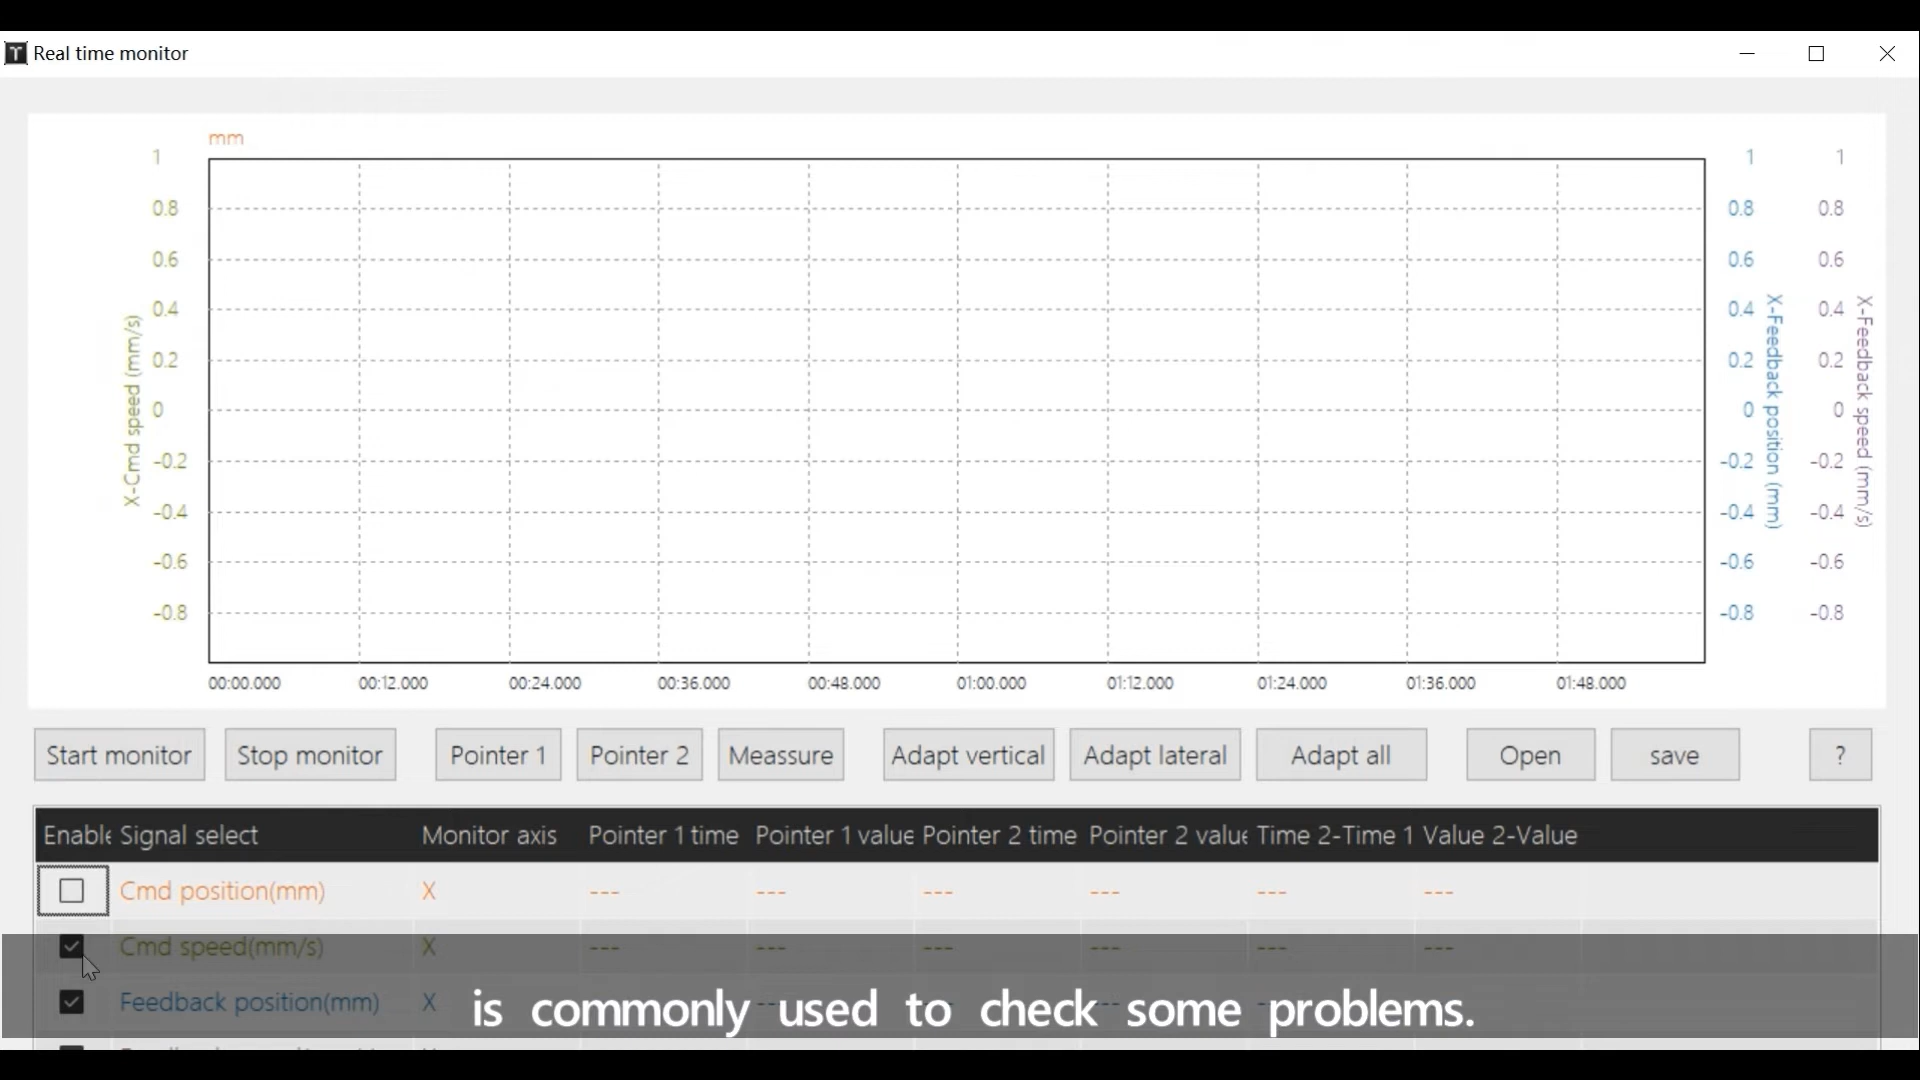 Real time monitor
mm
1
0.8
0.6
0.4
0.2
0
-0.2
-0.4
-0.6
-0.8
X-Cmd speed (mm/s)
1
0.8
0.6
0.4
0.2
0
-0.2
-0.4
-0.6
-0.8
X-Feedback position (mm)
1
0.8
0.6
0.4
0.2
0
-0.2
-0.4
-0.6
-0.8
X-Feedback speed (mm/s)
00:00.000 00:12.000 00:24.000 00:36.000 00:48.000 01:00.000 01:12.000 01:24.000 01:36.000 01:48.000
Start monitor Stop monitor Pointer 1 Pointer 2 Meassure Adapt vertical Adapt lateral Adapt all Open save ?
Enable Signal select Monitor axis Pointer 1 time Pointer 1 value Pointer 2 time Pointer 2 value Time 2-Time 1 Value 2-Value
Cmd position(mm) X --- --- --- --- --- ---
Cmd speed(mm/s) X --- --- --- --- --- ---
Feedback position(mm) X
is commonly used to check some problems.